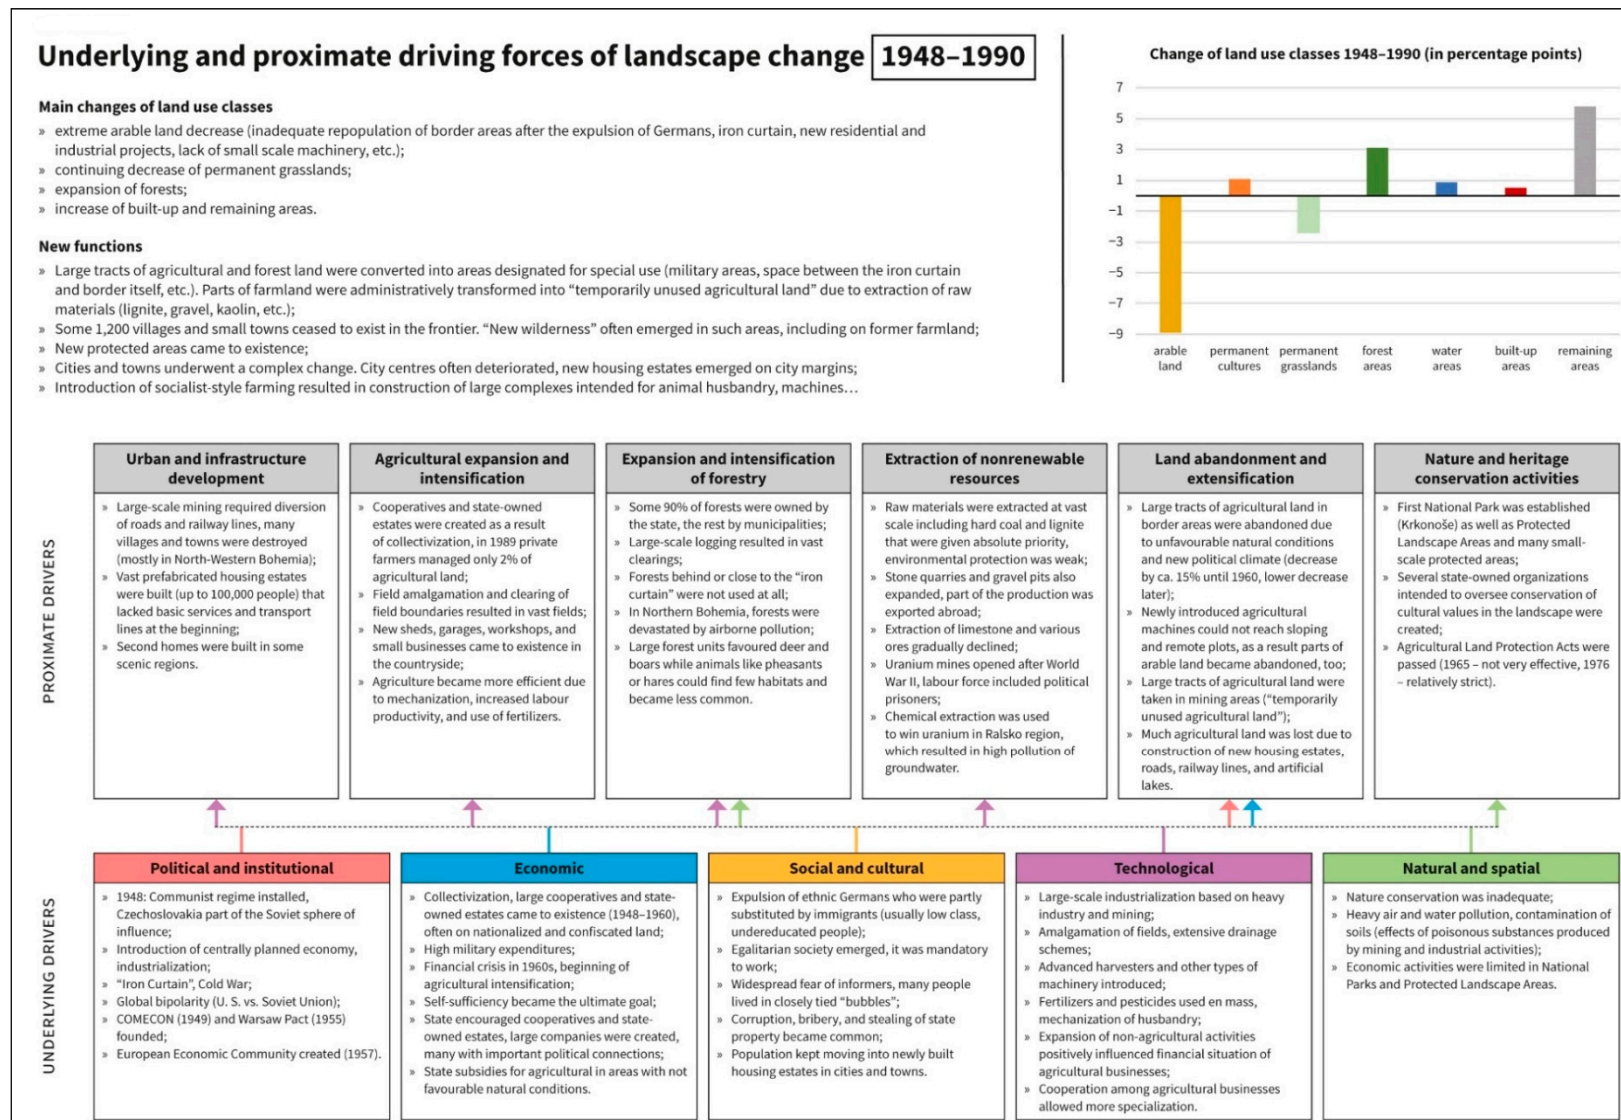 Underlying and proximate driving forces of landscape change 1948–1990
Main changes of land use classes
» extreme arable land decrease (inadequate repopulation of border areas after the expulsion of Germans, iron curtain, new residential and
industrial projects, lack of small scale machinery, etc.);
» continuing decrease of permanent grasslands;
» expansion of forests;
» increase of built-up and remaining areas.
New functions
» Large tracts of agricultural and forest land were converted into areas designated for special use (military areas, space between the iron curtain
and border itself, etc.). Parts of farmland were administratively transformed into “temporarily unused agricultural land” due to extraction of raw
materials (lignite, gravel, kaolin, etc.);
» Some 1,200 villages and small towns ceased to exist in the frontier. “New wilderness” often emerged in such areas, including on former farmland;
» New protected areas came to existence;
» Cities and towns underwent a complex change. City centres often deteriorated, new housing estates emerged on city margins;
» Introduction of socialist-style farming resulted in construction of large complexes intended for animal husbandry, machines…
Change of land use classes 1948–1990 (in percentage points)
7
5
3
1
−1
−3
−5
−7
−9
arable
land
permanent
cultures
permanent
grasslands
forest
areas
water
areas
built-up
areas
remaining
areas
PROXIMATE DRIVERS
Urban and infrastructure
development
» Large-scale mining required diversion
of roads and railway lines, many
villages and towns were destroyed
(mostly in North-Western Bohemia);
» Vast prefabricated housing estates
were built (up to 100,000 people) that
lacked basic services and transport
lines at the beginning;
» Second homes were built in some
scenic regions.
Agricultural expansion and
intensification
» Cooperatives and state-owned
estates were created as a result
of collectivization, in 1989 private
farmers managed only 2% of
agricultural land;
» Field amalgamation and clearing of
field boundaries resulted in vast fields;
» New sheds, garages, workshops, and
small businesses came to existence in
the countryside;
» Agriculture became more efficient due
to mechanization, increased labour
productivity, and use of fertilizers.
Expansion and intensification
of forestry
» Some 90% of forests were owned by
the state, the rest by municipalities;
» Large-scale logging resulted in vast
clearings;
» Forests behind or close to the “iron
curtain” were not used at all;
» In Northern Bohemia, forests were
devastated by airborne pollution;
» Large forest units favoured deer and
boars while animals like pheasants
or hares could find few habitats and
became less common.
Extraction of nonrenewable
resources
» Raw materials were extracted at vast
scale including hard coal and lignite
that were given absolute priority,
environmental protection was weak;
» Stone quarries and gravel pits also
expanded, part of the production was
exported abroad;
» Extraction of limestone and various
ores gradually declined;
» Uranium mines opened after World
War II, labour force included political
prisoners;
» Chemical extraction was used
to win uranium in Ralsko region,
which resulted in high pollution of
groundwater.
Land abandonment and
extensification
» Large tracts of agricultural land in
border areas were abandoned due
to unfavourable natural conditions
and new political climate (decrease
by ca. 15% until 1960, lower decrease
later);
» Newly introduced agricultural
machines could not reach sloping
and remote plots, as a result parts of
arable land became abandoned, too;
» Large tracts of agricultural land were
taken in mining areas (“temporarily
unused agricultural land”);
» Much agricultural land was lost due to
construction of new housing estates,
roads, railway lines, and artificial
lakes.
Nature and heritage
conservation activities
» First National Park was established
(Krkonoše) as well as Protected
Landscape Areas and many small-
scale protected areas;
» Several state-owned organizations
intended to oversee conservation of
cultural values in the landscape were
created;
» Agricultural Land Protection Acts were
passed (1965 – not very effective, 1976
– relatively strict).
UNDERLYING DRIVERS
Political and institutional
» 1948: Communist regime installed,
Czechoslovakia part of the Soviet sphere of
influence;
» Introduction of centrally planned economy,
industrialization;
» “Iron Curtain”, Cold War;
» Global bipolarity (U. S. vs. Soviet Union);
» COMECON (1949) and Warsaw Pact (1955)
founded;
» European Economic Community created (1957).
Economic
» Collectivization, large cooperatives and state-
owned estates came to existence (1948–1960),
often on nationalized and confiscated land;
» High military expenditures;
» Financial crisis in 1960s, beginning of
agricultural intensification;
» Self-sufficiency became the ultimate goal;
» State encouraged cooperatives and state-
owned estates, large companies were created,
many with important political connections;
» State subsidies for agricultural in areas with not
favourable natural conditions.
Social and cultural
» Expulsion of ethnic Germans who were partly
substituted by immigrants (usually low class,
undereducated people);
» Egalitarian society emerged, it was mandatory
to work;
» Widespread fear of informers, many people
lived in closely tied “bubbles”;
» Corruption, bribery, and stealing of state
property became common;
» Population kept moving into newly built
housing estates in cities and towns.
Technological
» Large-scale industrialization based on heavy
industry and mining;
» Amalgamation of fields, extensive drainage
schemes;
» Advanced harvesters and other types of
machinery introduced;
» Fertilizers and pesticides used en mass,
mechanization of husbandry;
» Expansion of non-agricultural activities
positively influenced financial situation of
agricultural businesses;
» Cooperation among agricultural businesses
allowed more specialization.
Natural and spatial
» Nature conservation was inadequate;
» Heavy air and water pollution, contamination of
soils (effects of poisonous substances produced
by mining and industrial activities);
» Economic activities were limited in National
Parks and Protected Landscape Areas.